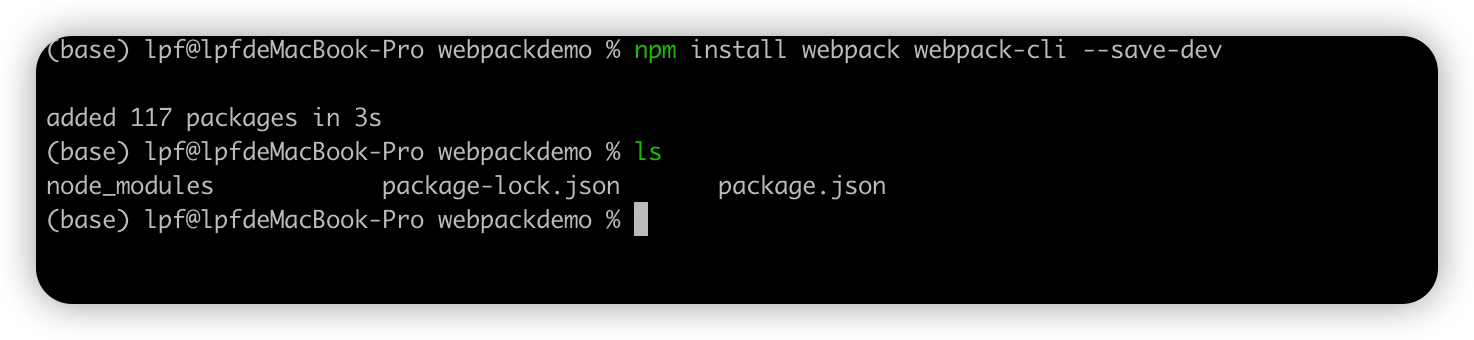 (base) lpf@lpfdeMacBook-Pro webpackdemo % npm install webpack webpack-cli --save-dev
added 117 packages in 3s
(base) lpf@lpfdeMacBook-Pro webpackdemo % ls
node_modules            package-lock.json       package.json
(base) lpf@lpfdeMacBook-Pro webpackdemo %